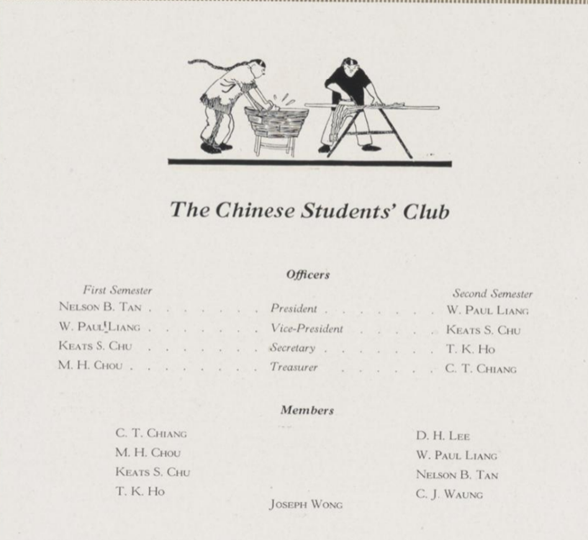 The Chinese Students' Club
Officers
First Semester Second Semester
Nelson B. Tan . . . . . . . President . . . . . . . W. Paul Liang
W. Paul Liang . . . . . . . Vice-President . . . . . . Keats S. Chu
Keats S. Chu . . . . . . . Secretary . . . . . . . T. K. Ho
M. H. Chou . . . . . . . . Treasurer . . . . . . . C. T. Chiang
Members
C. T. Chiang D. H. Lee
M. H. Chou W. Paul Liang
Keats S. Chu Nelson B. Tan
T. K. Ho C. J. Waung
Joseph Wong